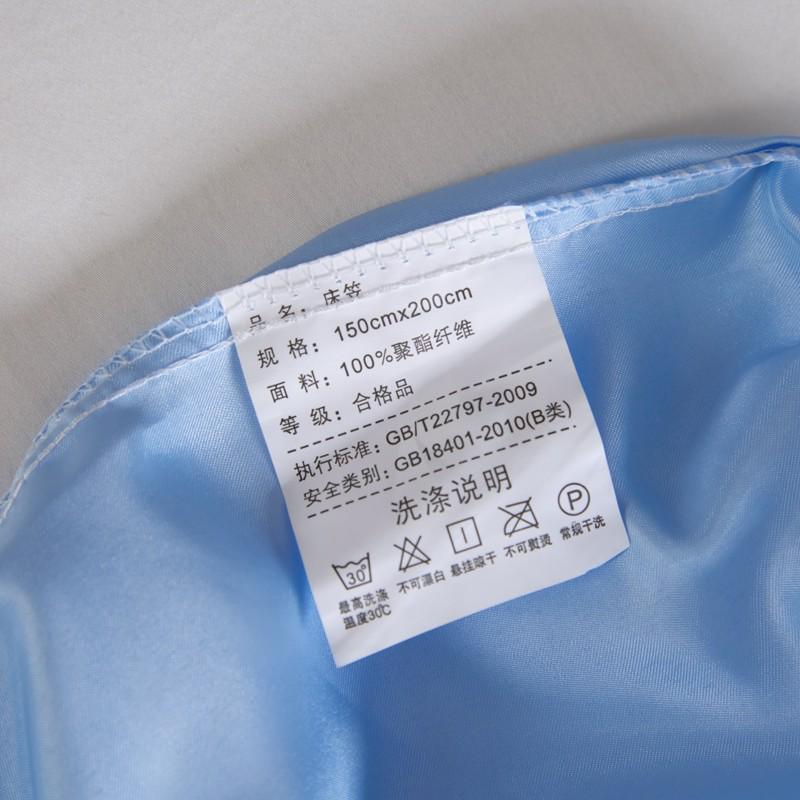 品 名：床笠
规 格：150cmx200cm
面 料：100%聚酯纤维
等 级：合格品
执行标准：GB/T22797-2009
安全类别：GB18401-2010(B类)
洗涤说明
30° P
最高洗涤 不可漂白 悬挂晾干 不可熨烫 常规干洗
温度30℃